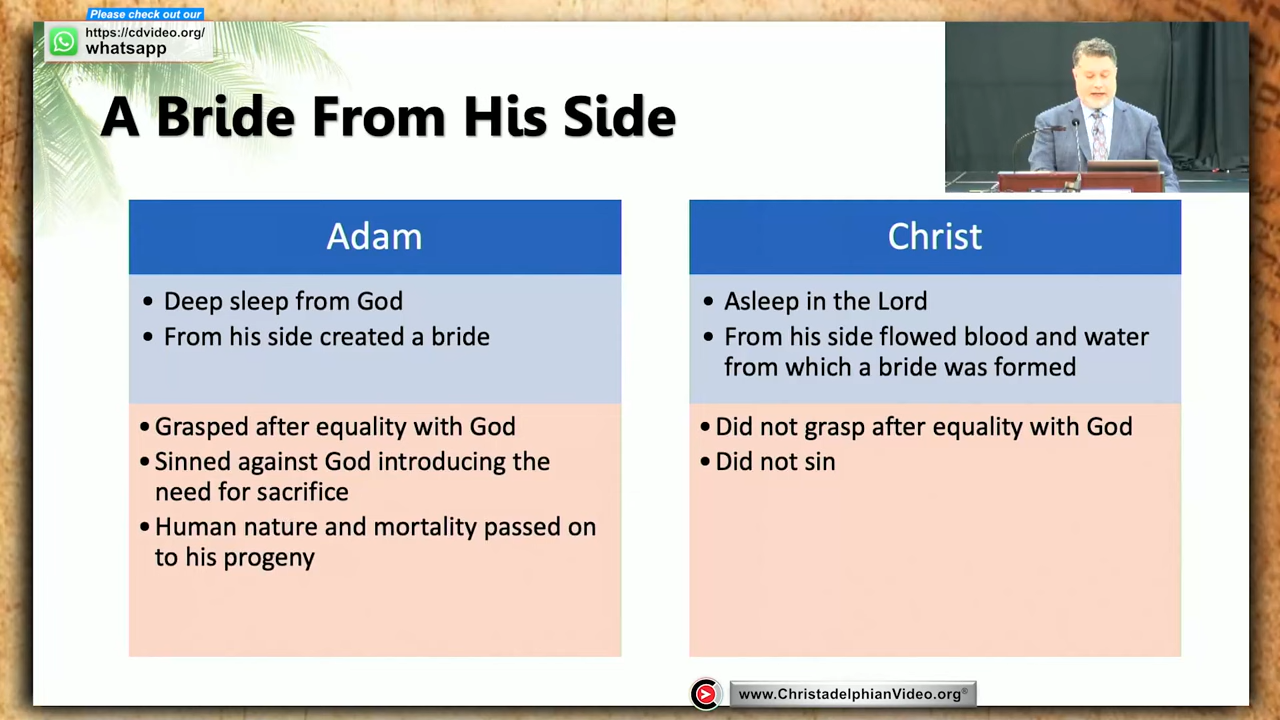 Please check out our
https://cdvideo.org/
whatsapp
A Bride From His Side
Adam
• Deep sleep from God
• From his side created a bride
• Grasped after equality with God
• Sinned against God introducing the
need for sacrifice
• Human nature and mortality passed on
to his progeny
Christ
• Asleep in the Lord
• From his side flowed blood and water
from which a bride was formed
• Did not grasp after equality with God
• Did not sin
www.ChristadelphianVideo.org®